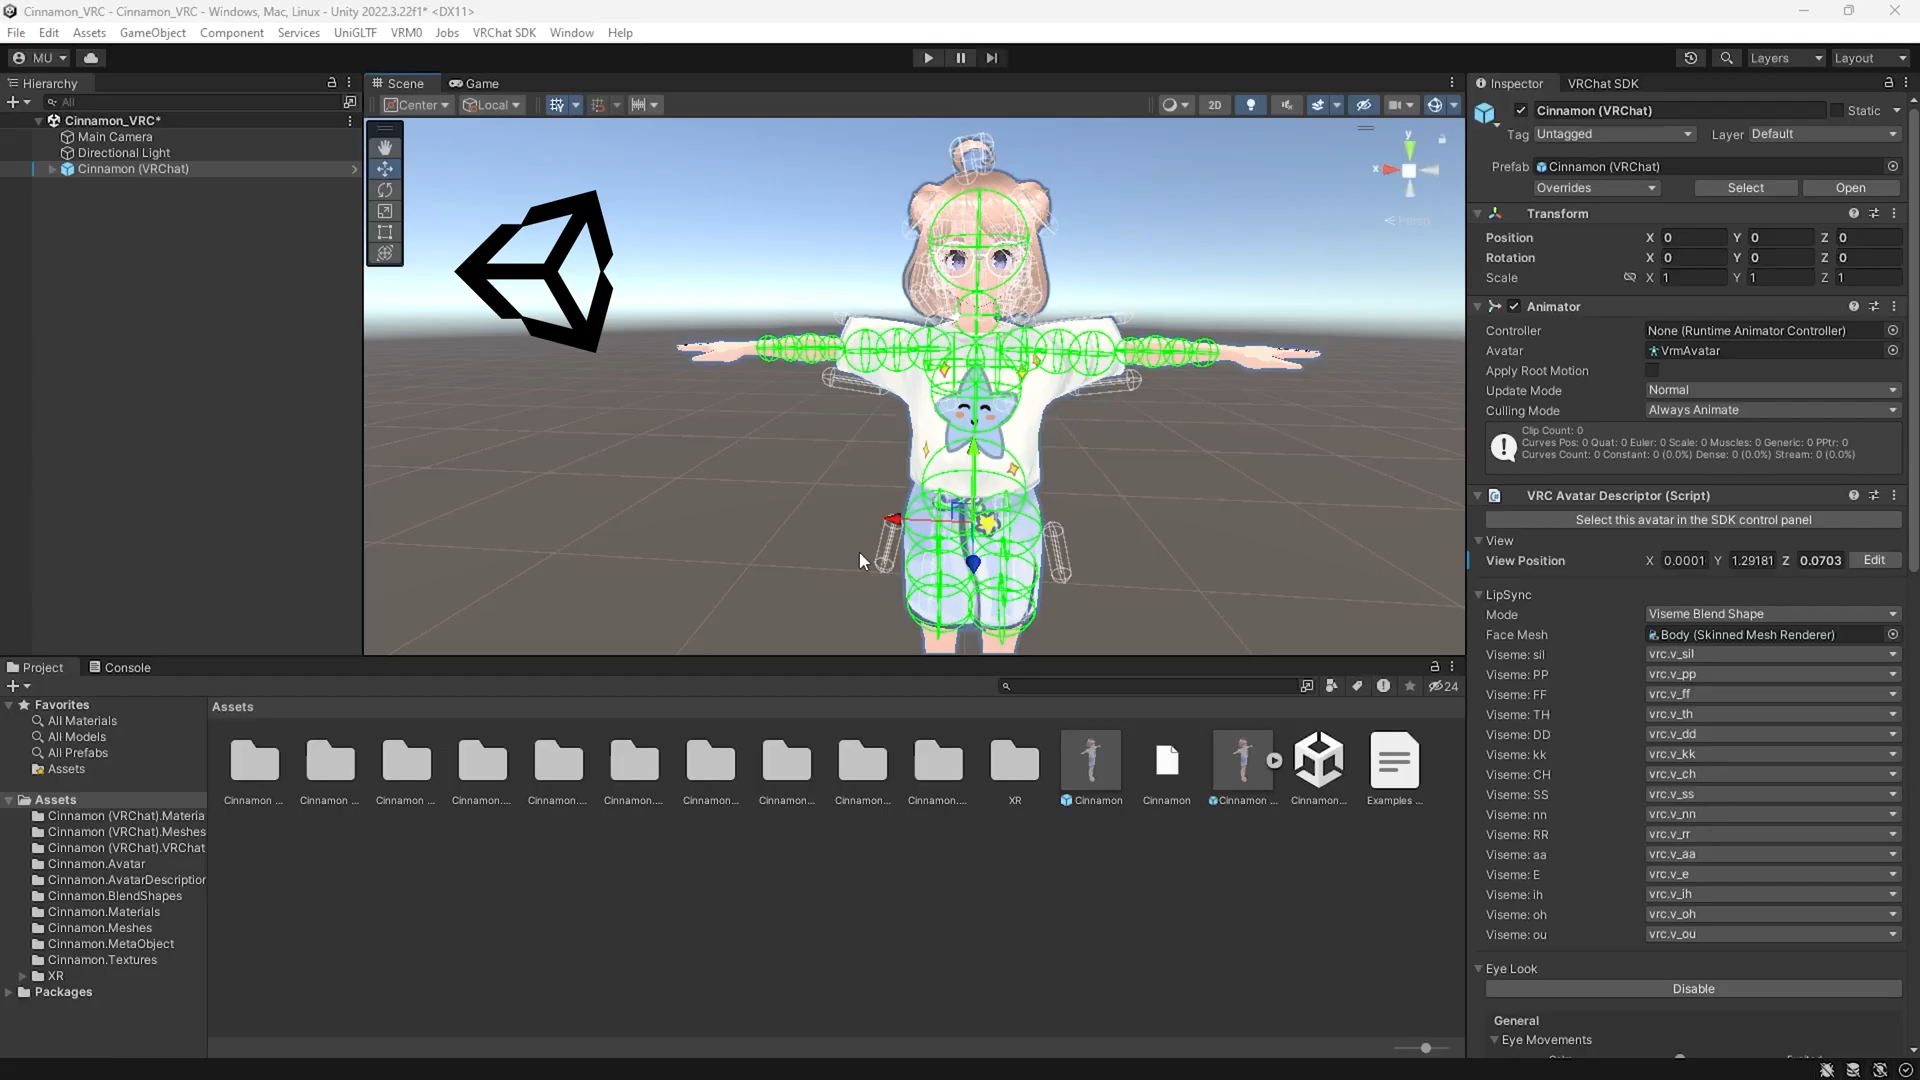 Cinnamon_VRC - Cinnamon_VRC - Windows, Mac, Linux - Unity 2022.3.22f1* <DX11>
File Edit Assets GameObject Component Services UniGLTF VRM0 Jobs VRChat SDK Window Help
MU Layers Layout
Hierarchy
All
Cinnamon_VRC*
Main Camera
Directional Light
Cinnamon (VRChat)
Scene Game
Center Local 2D
y
x
Persp
Inspector VRChat SDK
Cinnamon (VRChat) Static
Tag Untagged Layer Default
Prefab Cinnamon (VRChat)
Overrides Select Open
Transform
Position X 0 Y 0 Z 0
Rotation X 0 Y 0 Z 0
Scale X 1 Y 1 Z 1
Animator
Controller None (Runtime Animator Controller)
Avatar VrmAvatar
Apply Root Motion
Update Mode Normal
Culling Mode Always Animate
Clip Count: 0
Curves Pos: 0 Quat: 0 Euler: 0 Scale: 0 Muscles: 0 Generic: 0 PPtr: 0
Curves Count: 0 Constant: 0 (0.0%) Dense: 0 (0.0%) Stream: 0 (0.0%)
VRC Avatar Descriptor (Script)
Select this avatar in the SDK control panel
View
View Position X 0.0001 Y 1.29181 Z 0.0703 Edit
LipSync
Mode Viseme Blend Shape
Face Mesh Body (Skinned Mesh Renderer)
Viseme: sil vrc.v_sil
Viseme: PP vrc.v_pp
Viseme: FF vrc.v_ff
Viseme: TH vrc.v_th
Viseme: DD vrc.v_dd
Viseme: kk vrc.v_kk
Viseme: CH vrc.v_ch
Viseme: SS vrc.v_ss
Viseme: nn vrc.v_nn
Viseme: RR vrc.v_rr
Viseme: aa vrc.v_aa
Viseme: E vrc.v_e
Viseme: ih vrc.v_ih
Viseme: oh vrc.v_oh
Viseme: ou vrc.v_ou
Eye Look
Disable
General
Eye Movements
Project Console
24
Favorites
All Materials
All Models
All Prefabs
Assets
Assets
Cinnamon (VRChat).Materia
Cinnamon (VRChat).Meshes
Cinnamon (VRChat).VRChat
Cinnamon.Avatar
Cinnamon.AvatarDescription
Cinnamon.BlendShapes
Cinnamon.Materials
Cinnamon.Meshes
Cinnamon.MetaObject
Cinnamon.Textures
XR
Packages
Assets
Cinnamon ... Cinnamon ... Cinnamon ... Cinnamon.... Cinnamon.... Cinnamon.... Cinnamon... Cinnamon... Cinnamon... Cinnamon.... XR Cinnamon Cinnamon Cinnamon ... Cinnamon... Examples ...